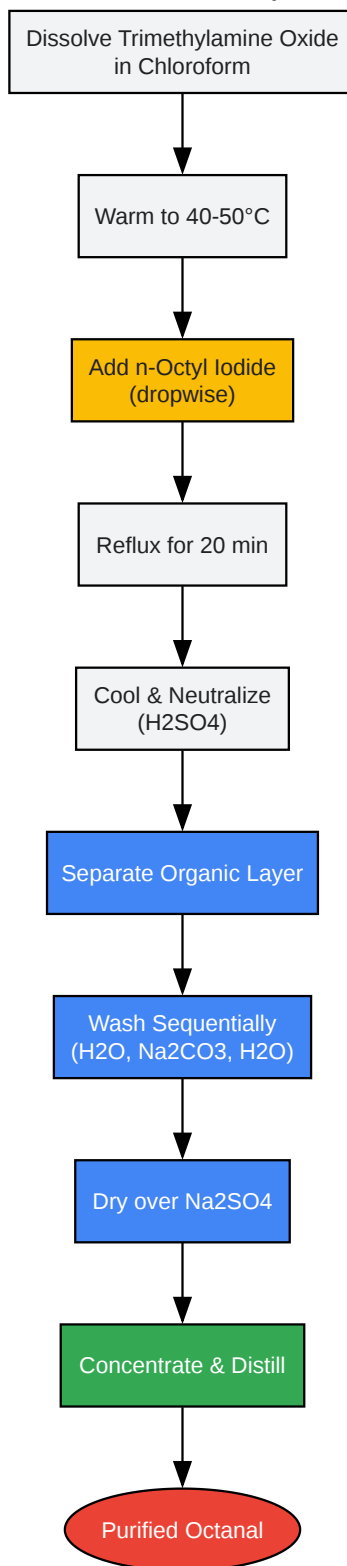 Dissolve Trimethylamine Oxide
in Chloroform
Warm to 40-50°C
Add n-Octyl Iodide
(dropwise)
Reflux for 20 min
Cool & Neutralize
(H2SO4)
Separate Organic Layer
Wash Sequentially
(H2O, Na2CO3, H2O)
Dry over Na2SO4
Concentrate & Distill
Purified Octanal